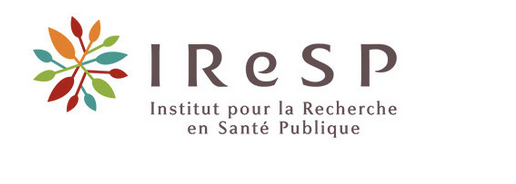 IReSP
Institut pour la Recherche
en Santé Publique